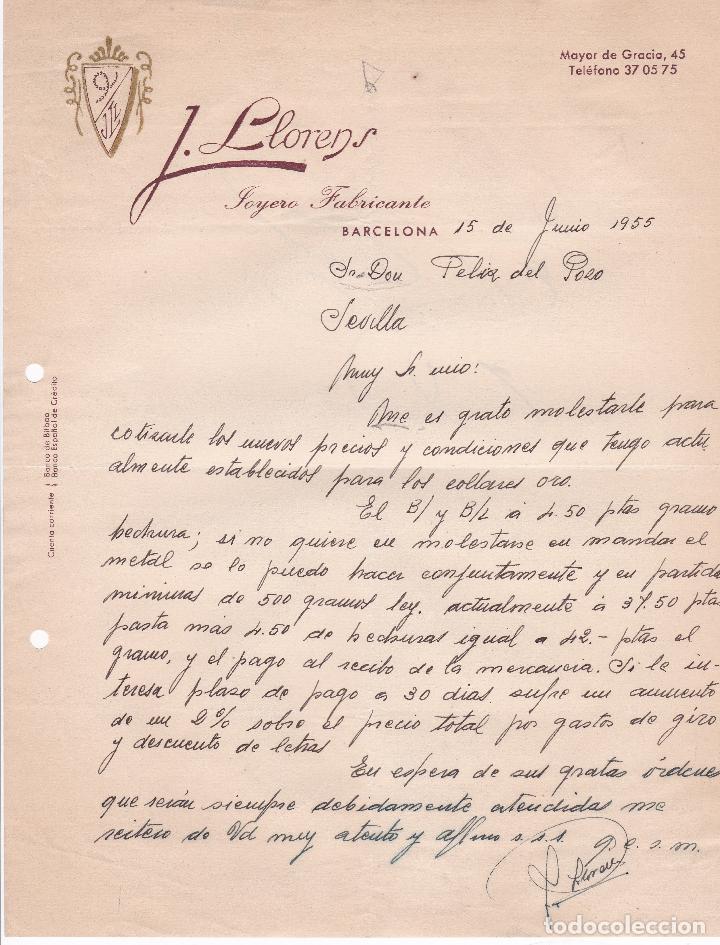 Mayor de Gracia, 45
Teléfono 37 05 75
J. Llorens
Joyero Fabricante
BARCELONA 15 de Junio 1955
Sr. Don Felix del Pozo
Sevilla
Muy Sr. mio:
Me es grato molestarle para
cotizarle los nuevos precios y condiciones que tengo actu
almente establecidos para los collares oro.
El B/ y B/L á 4.50 ptas gramo
hechura; si no quiere en molestarse en mandar el
metal se lo puedo hacer conjuntamente y en partida
minimas de 500 gramos ley. actualmente á 37.50 ptas
pasta más 4.50 de hechuras igual a 42.- ptas el
gramo, y el pago al recibo de la mercancia. Si le in-
teresa plazo de pago a 30 dias sufre un aumento
de un 2% sobre el precio total por gastos de giro
y descuento de letras
En espera de sus gratas órdenes
que serán siempre debidamente atendidas me
reitero de Vd muy atento y affmo s.s.s. q. e. s. m.
J. Llorens
Cuenta corriente
Banco de Bilbao
Banco Español de Crédito
todocoleccion